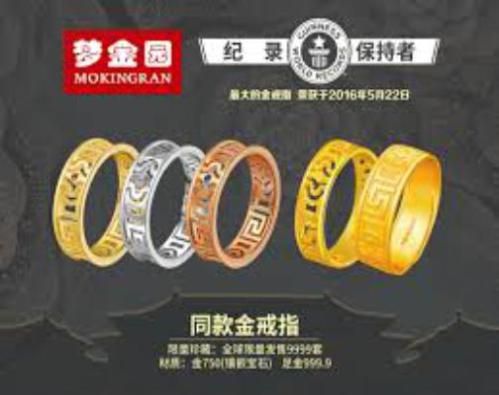 梦金园
MOKINGRAN
纪录
GUINNESS
WORLD RECORDS
保持者
最大的金戒指 荣获于2016年5月22日
同款金戒指
限量珍藏：全球限量发售9999套
材质：金750(镶嵌宝石) 足金999.9